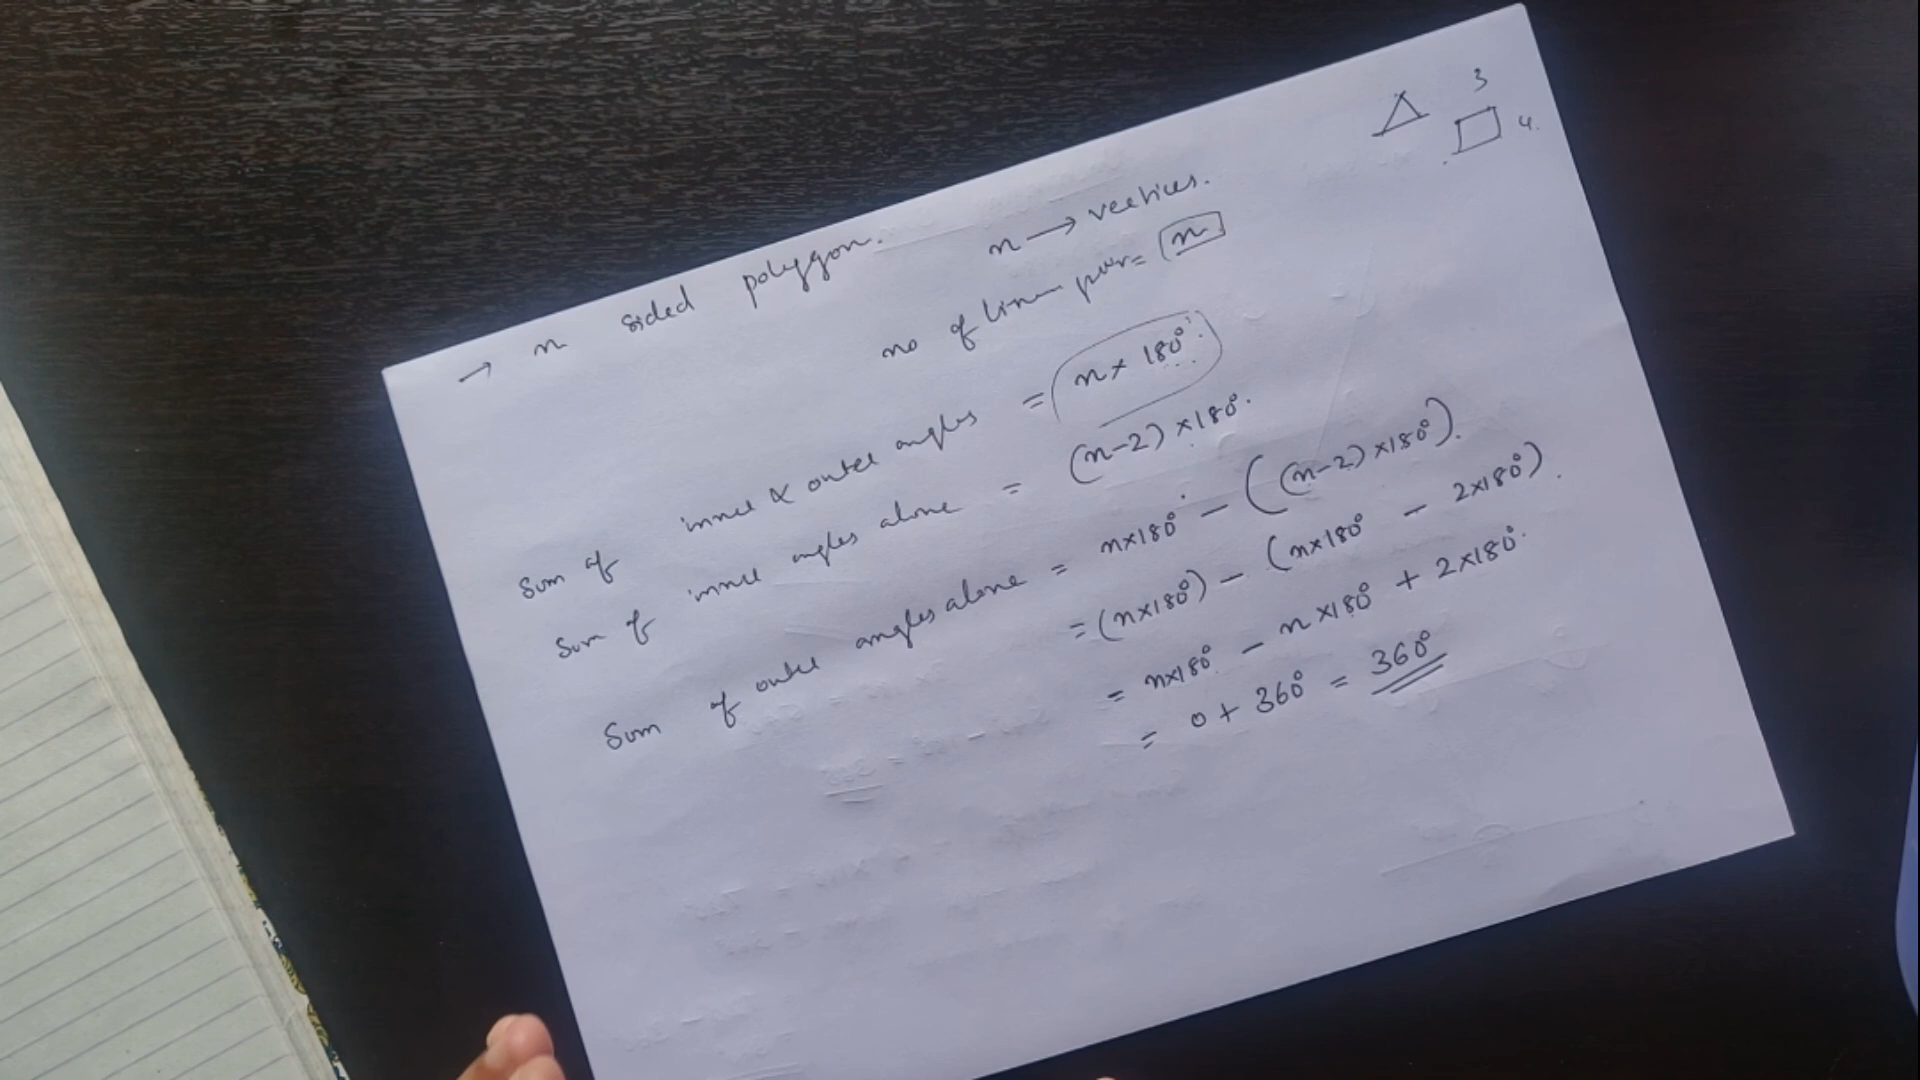 3
4.
→ n sided polygon.
n → vertices.
no of linear pair = n
Sum of inner & outer angles = n × 180°.
Sum of inner angles alone = (n-2) × 180°.
Sum of outer angles alone = n×180° - ((n-2) × 180°).
= (n×180°) - (n×180° - 2×180°).
= n×180° - n×180° + 2×180°.
= 0 + 360° = 360°